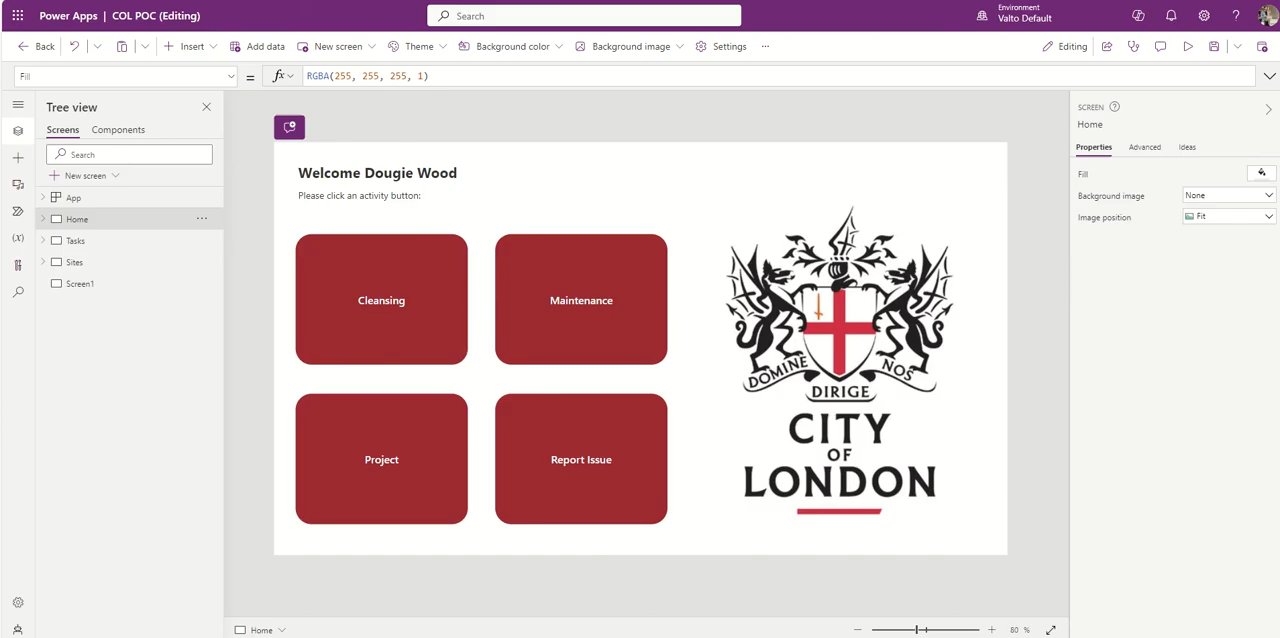 Power Apps | COL POC (Editing)
Search
Environment
Valto Default
Back
Insert
Add data
New screen
Theme
Background color
Background image
Settings
...
Editing
Fill
=
fx
RGBA(255, 255, 255, 1)
Tree view
Screens
Components
Search
New screen
App
Home
...
Tasks
Sites
Screen1
Welcome Dougie Wood
Please click an activity button:
Cleansing
Maintenance
Project
Report Issue
DOMINE
DIRIGE
NOS
CITY
OF
LONDON
SCREEN
Home
Properties
Advanced
Ideas
Fill
Background image
None
Image position
Fit
Home
80 %